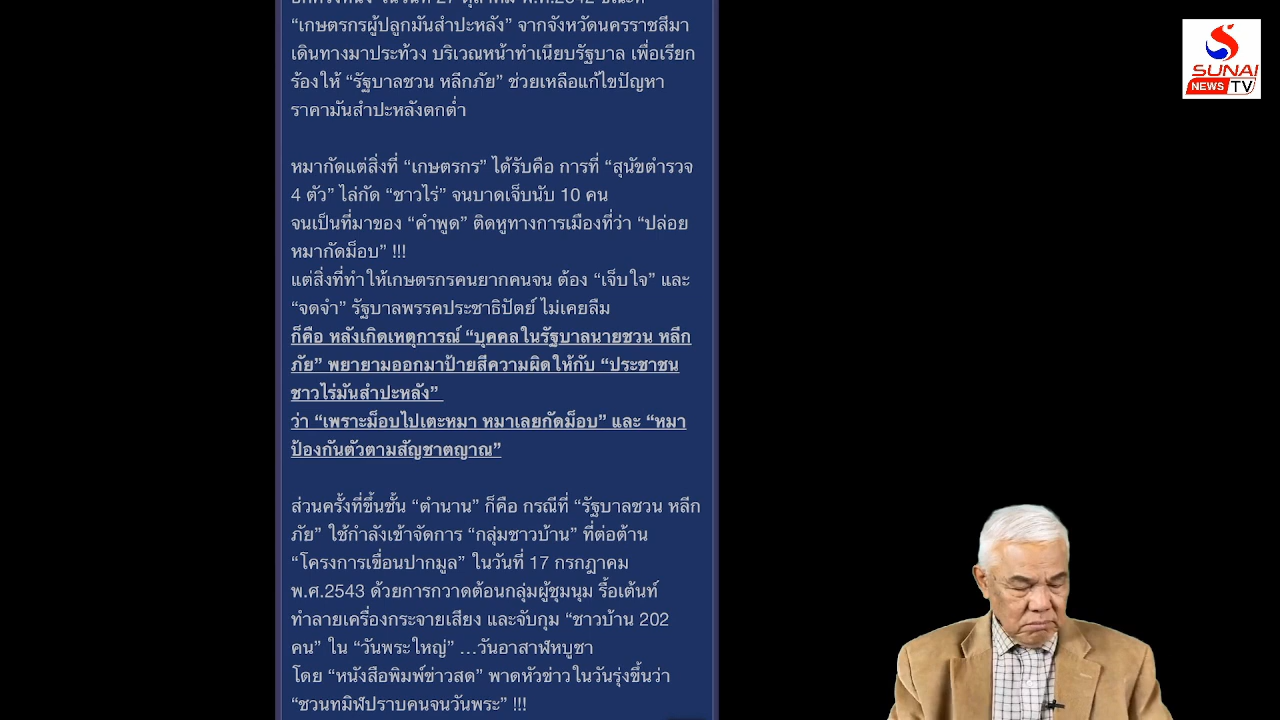 “เกษตรกรผู้ปลูกมันสำปะหลัง” จากจังหวัดนครราชสีมา
เดินทางมาประท้วง บริเวณหน้าทำเนียบรัฐบาล เพื่อเรียก
ร้องให้ “รัฐบาลชวน หลีกภัย” ช่วยเหลือแก้ไขปัญหา
ราคามันสำปะหลังตกต่ำ
หมากัดแต่สิ่งที่ “เกษตรกร” ได้รับคือ การที่ “สุนัขตำรวจ
4 ตัว” ไล่กัด “ชาวไร่” จนบาดเจ็บนับ 10 คน
จนเป็นที่มาของ “คำพูด” ติดหูทางการเมืองที่ว่า “ปล่อย
หมากัดม็อบ” !!!
แต่สิ่งที่ทำให้เกษตรกรคนยากคนจน ต้อง “เจ็บใจ” และ
“จดจำ” รัฐบาลพรรคประชาธิปัตย์ ไม่เคยลืม
ก็คือ หลังเกิดเหตุการณ์ “บุคคลในรัฐบาลนายชวน หลีก
ภัย” พยายามออกมาป้ายสีความผิดให้กับ “ประชาชน
ชาวไร่มันสำปะหลัง”
ว่า “เพราะม็อบไปเตะหมา หมาเลยกัดม็อบ” และ “หมา
ป้องกันตัวตามสัญชาตญาณ”
ส่วนครั้งที่ขึ้นชั้น “ตำนาน” ก็คือ กรณีที่ “รัฐบาลชวน หลีก
ภัย” ใช้กำลังเข้าจัดการ “กลุ่มชาวบ้าน” ที่ต่อต้าน
“โครงการเขื่อนปากมูล” ในวันที่ 17 กรกฎาคม
พ.ศ.2543 ด้วยการกวาดต้อนกลุ่มผู้ชุมนุม รื้อเต้นท์
ทำลายเครื่องกระจายเสียง และจับกุม “ชาวบ้าน 202
คน” ใน “วันพระใหญ่” ...วันอาสาฬหบูชา
โดย “หนังสือพิมพ์ข่าวสด” พาดหัวข่าวในวันรุ่งขึ้นว่า
“ชวนทมิฬปราบคนจนวันพระ” !!!
SUNAI
NEWS TV